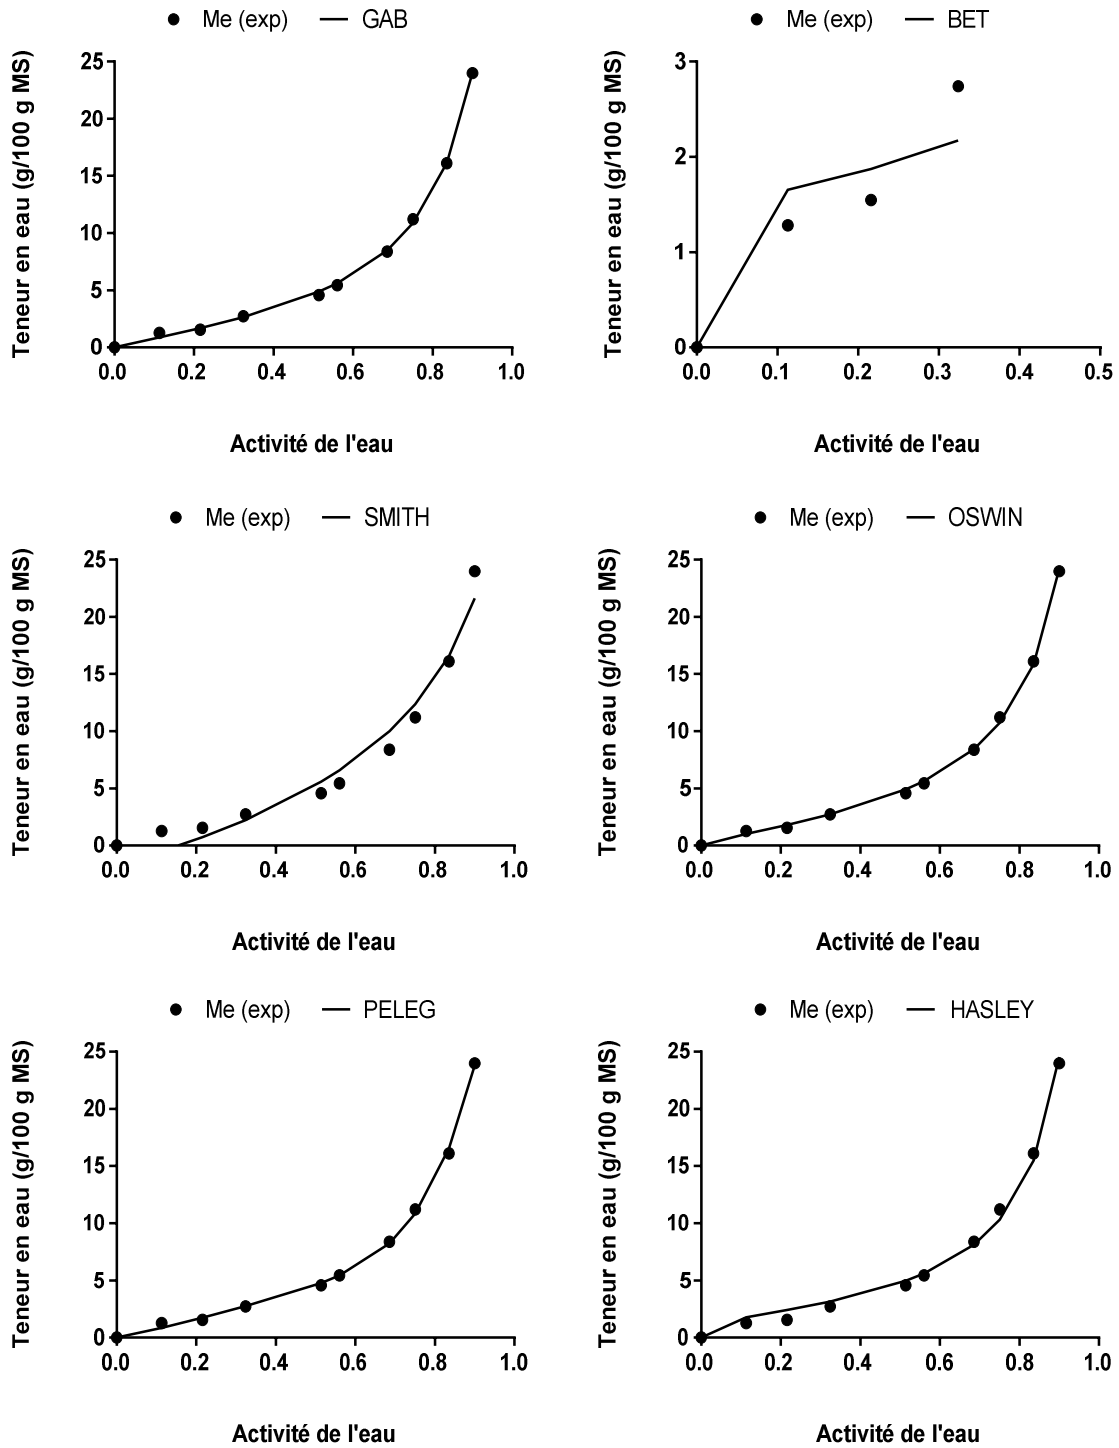 Me (exp) GAB
Teneur en eau (g/100 g MS)
25
20
15
10
5
0
0.0 0.2 0.4 0.6 0.8 1.0
Activité de l'eau
Me (exp) BET
Teneur en eau (g/100 g MS)
3
2
1
0
0.0 0.1 0.2 0.3 0.4 0.5
Activité de l'eau
Me (exp) SMITH
Teneur en eau (g/100 g MS)
25
20
15
10
5
0
0.0 0.2 0.4 0.6 0.8 1.0
Activité de l'eau
Me (exp) OSWIN
Teneur en eau (g/100 g MS)
25
20
15
10
5
0
0.0 0.2 0.4 0.6 0.8 1.0
Activité de l'eau
Me (exp) PELEG
Teneur en eau (g/100 g MS)
25
20
15
10
5
0
0.0 0.2 0.4 0.6 0.8 1.0
Activité de l'eau
Me (exp) HASLEY
Teneur en eau (g/100 g MS)
25
20
15
10
5
0
0.0 0.2 0.4 0.6 0.8 1.0
Activité de l'eau